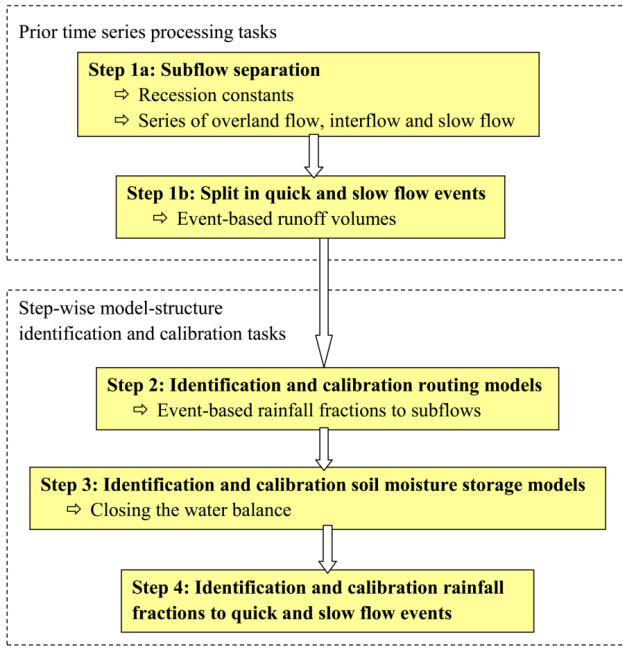 Prior time series processing tasks
Step 1a: Subflow separation
⇨ Recession constants
⇨ Series of overland flow, interflow and slow flow
Step 1b: Split in quick and slow flow events
⇨ Event-based runoff volumes
Step-wise model-structure
identification and calibration tasks
Step 2: Identification and calibration routing models
⇨ Event-based rainfall fractions to subflows
Step 3: Identification and calibration soil moisture storage models
⇨ Closing the water balance
Step 4: Identification and calibration rainfall
fractions to quick and slow flow events